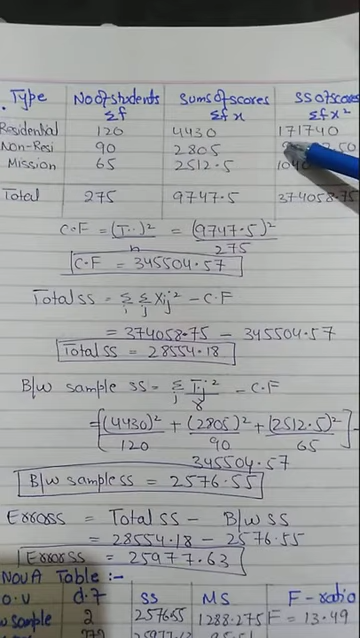 Type No of students Sums of scores SS of scores
Σf Σfx Σfx²
Residential 120 4430 171740
Non-Resi 90 2805
Mission 65 2512.5
Total 275 9747.5 374058.75
C.F = (T..)² / n = (9747.5)² / 275
C.F = 345504.57
Total SS = Σ Σ Xij² - C.F
i j
= 374058.75 - 345504.57
Total SS = 28554.18
B/w sample SS = Σ T.j² / r - C.F
j
= [(4430)² / 120 + (2805)² / 90 + (2512.5)² / 65] -
345504.57
B/w sample SS = 2576.55
Error SS = Total SS - B/w SS
= 28554.18 - 2576.55
Error SS = 25977.63
NOVA Table :-
O.V d.f SS MS F-ratio
w sample 2 2576.55 1288.275 F = 13.49